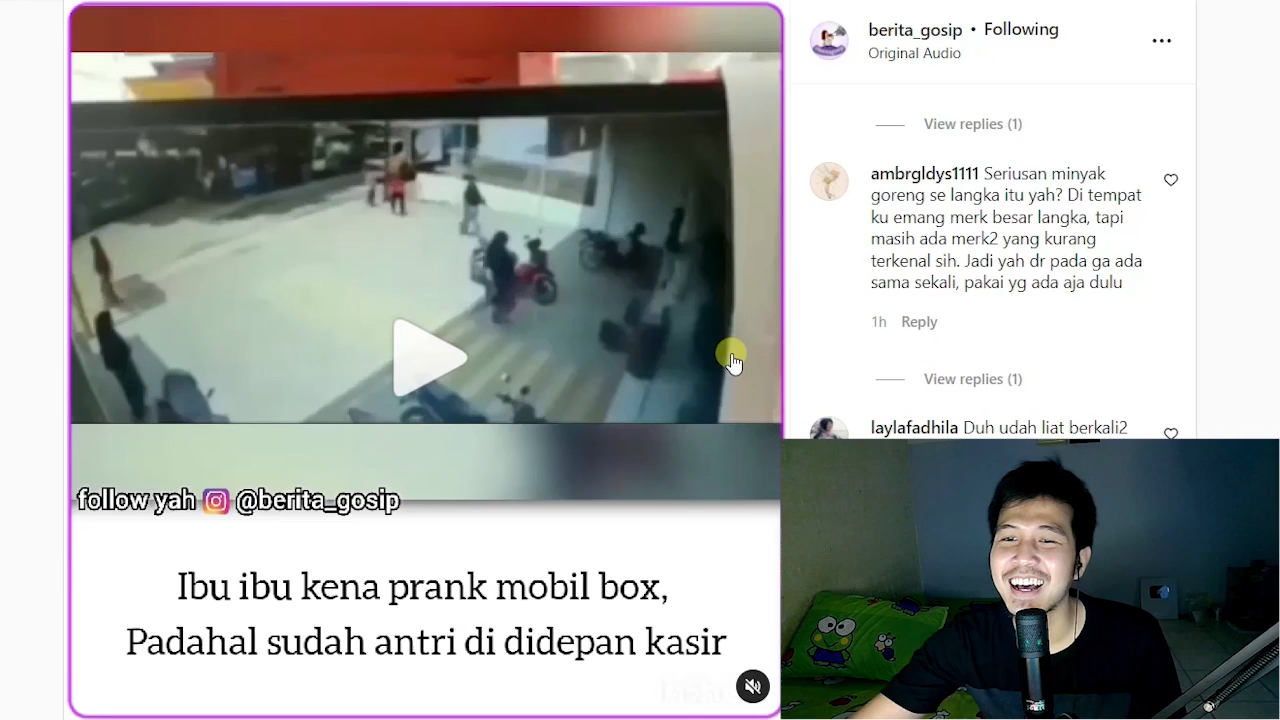 berita_gosip • Following
Original Audio
View replies (1)
ambrgldys1111 Seriusan minyak
goreng se langka itu yah? Di tempat
ku emang merk besar langka, tapi
masih ada merk2 yang kurang
terkenal sih. Jadi yah dr pada ga ada
sama sekali, pakai yg ada aja dulu
1h Reply
View replies (1)
laylafadhila Duh udah liat berkali2
follow yah @berita_gosip
Ibu ibu kena prank mobil box,
Padahal sudah antri di didepan kasir